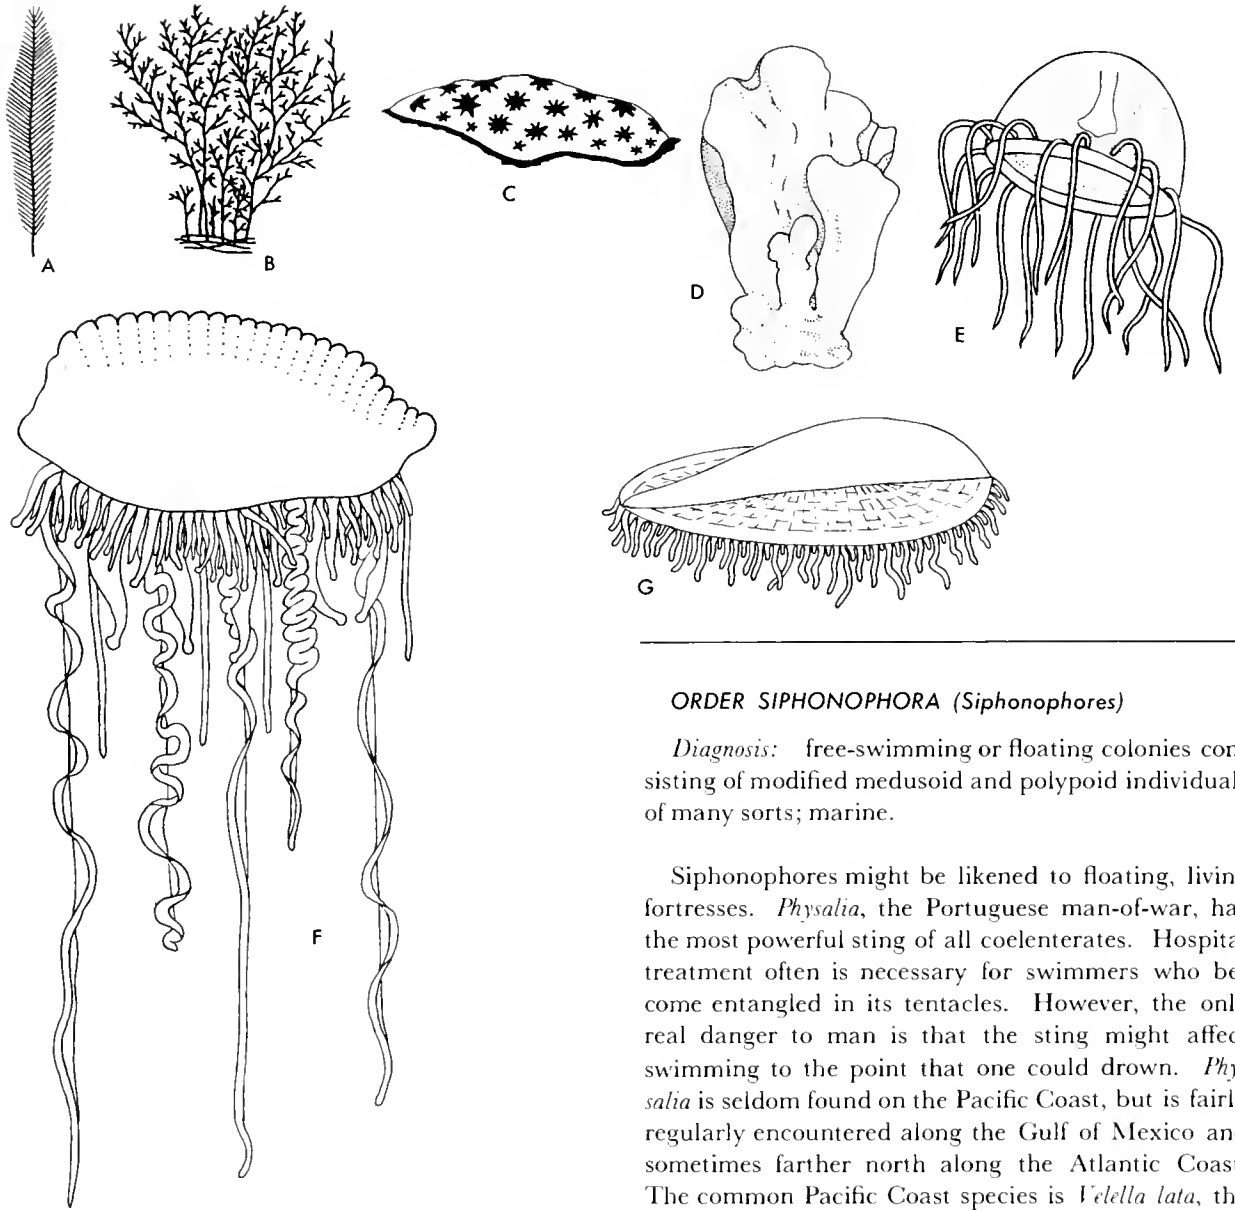 A
B
C
D
E
F
G
ORDER SIPHONOPHORA (Siphonophores)
Diagnosis: free-swimming or floating colonies con
sisting of modified medusoid and polypoid individual
of many sorts; marine.
Siphonophores might be likened to floating, livin
fortresses. Physalia, the Portuguese man-of-war, ha
the most powerful sting of all coelenterates. Hospita
treatment often is necessary for swimmers who be
come entangled in its tentacles. However, the onl
real danger to man is that the sting might affec
swimming to the point that one could drown. Phy
salia is seldom found on the Pacific Coast, but is fairl
regularly encountered along the Gulf of Mexico an
sometimes farther north along the Atlantic Coast
The common Pacific Coast species is Velella lata, th